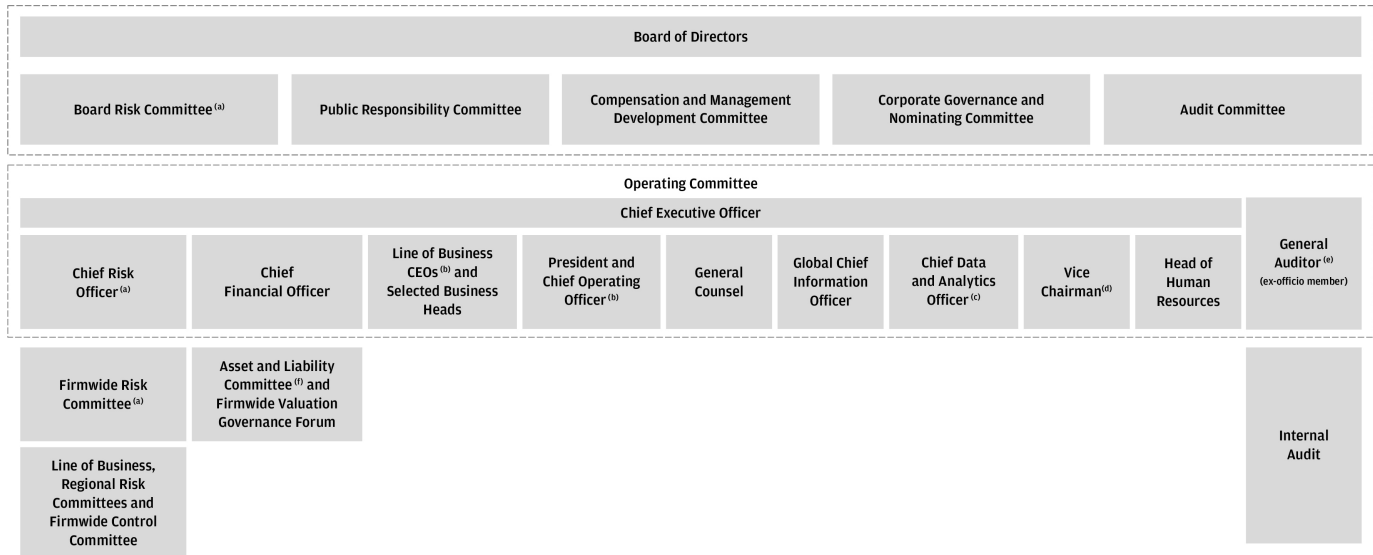 Board of Directors
Board Risk Committee (a)
Public Responsibility Committee
Compensation and Management
Development Committee
Corporate Governance and
Nominating Committee
Audit Committee
Operating Committee
Chief Executive Officer
Chief Risk
Officer (a)
Chief
Financial Officer
Line of Business
CEOs (b) and
Selected Business
Heads
President and
Chief Operating
Officer (b)
General
Counsel
Global Chief
Information
Officer
Chief Data
and Analytics
Officer (c)
Vice
Chairman(d)
Head of
Human
Resources
General
Auditor (e)
(ex-officio member)
Firmwide Risk
Committee (a)
Asset and Liability
Committee (f) and
Firmwide Valuation
Governance Forum
Internal
Audit
Line of Business,
Regional Risk
Committees and
Firmwide Control
Committee